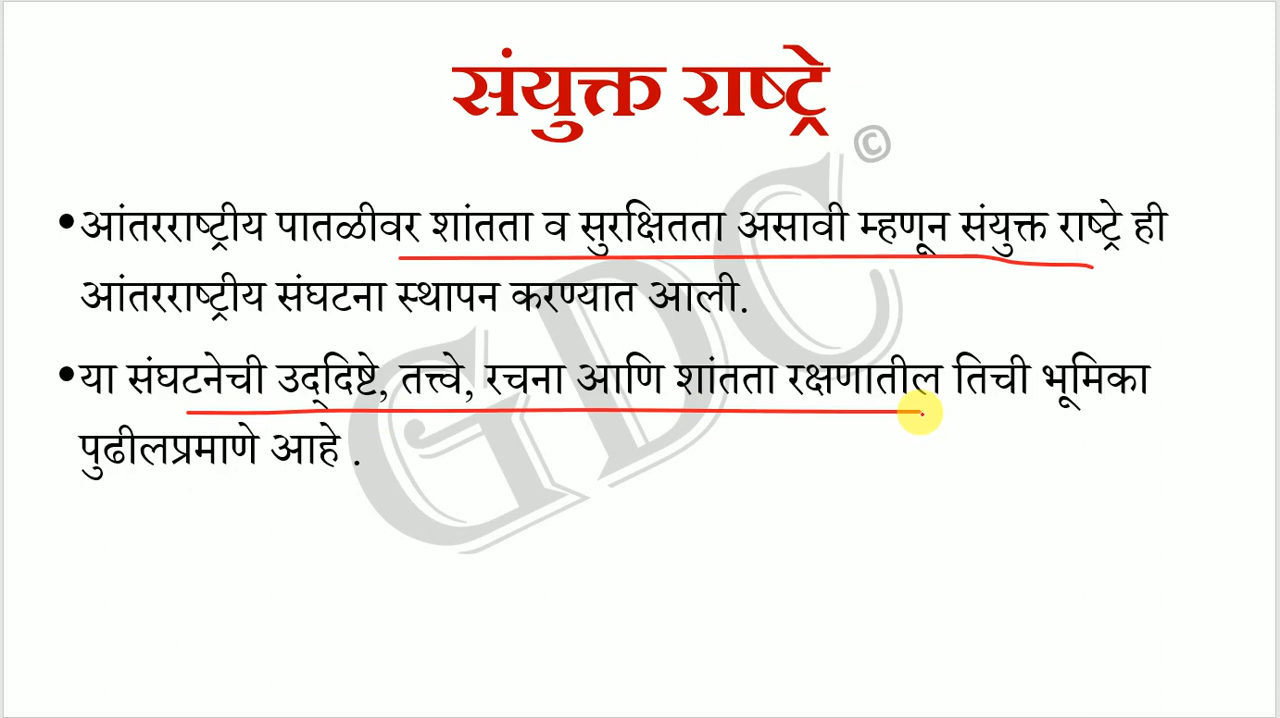 संयुक्त राष्ट्रे
©
GDC
•आंतरराष्ट्रीय पातळीवर शांतता व सुरक्षितता असावी म्हणून संयुक्त राष्ट्रे ही
आंतरराष्ट्रीय संघटना स्थापन करण्यात आली.
•या संघटनेची उद्‌दिष्टे, तत्त्वे, रचना आणि शांतता रक्षणातील तिची भूमिका
पुढीलप्रमाणे आहे .